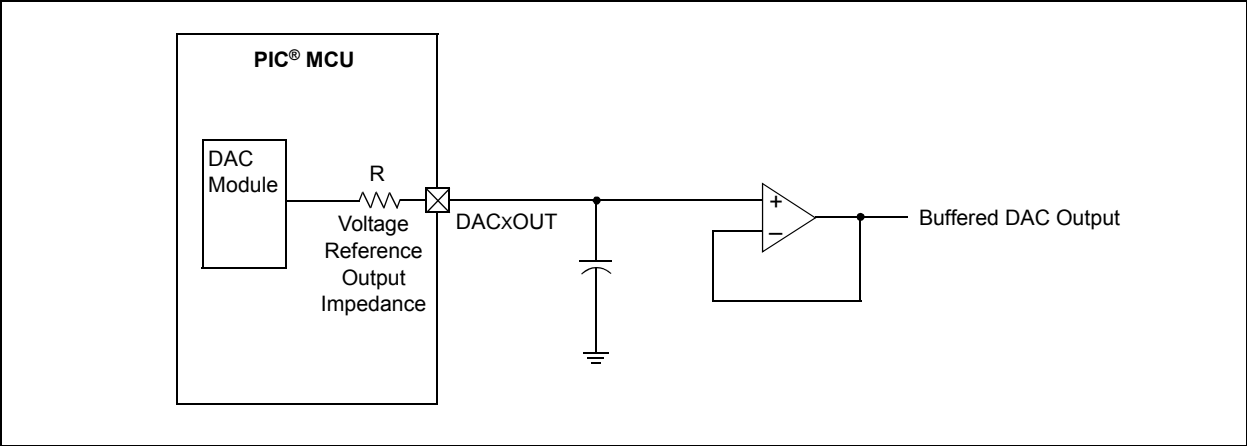 PIC® MCU
DAC
Module
R
Voltage
Reference
Output
Impedance
DACXOUT
+
–
Buffered DAC Output